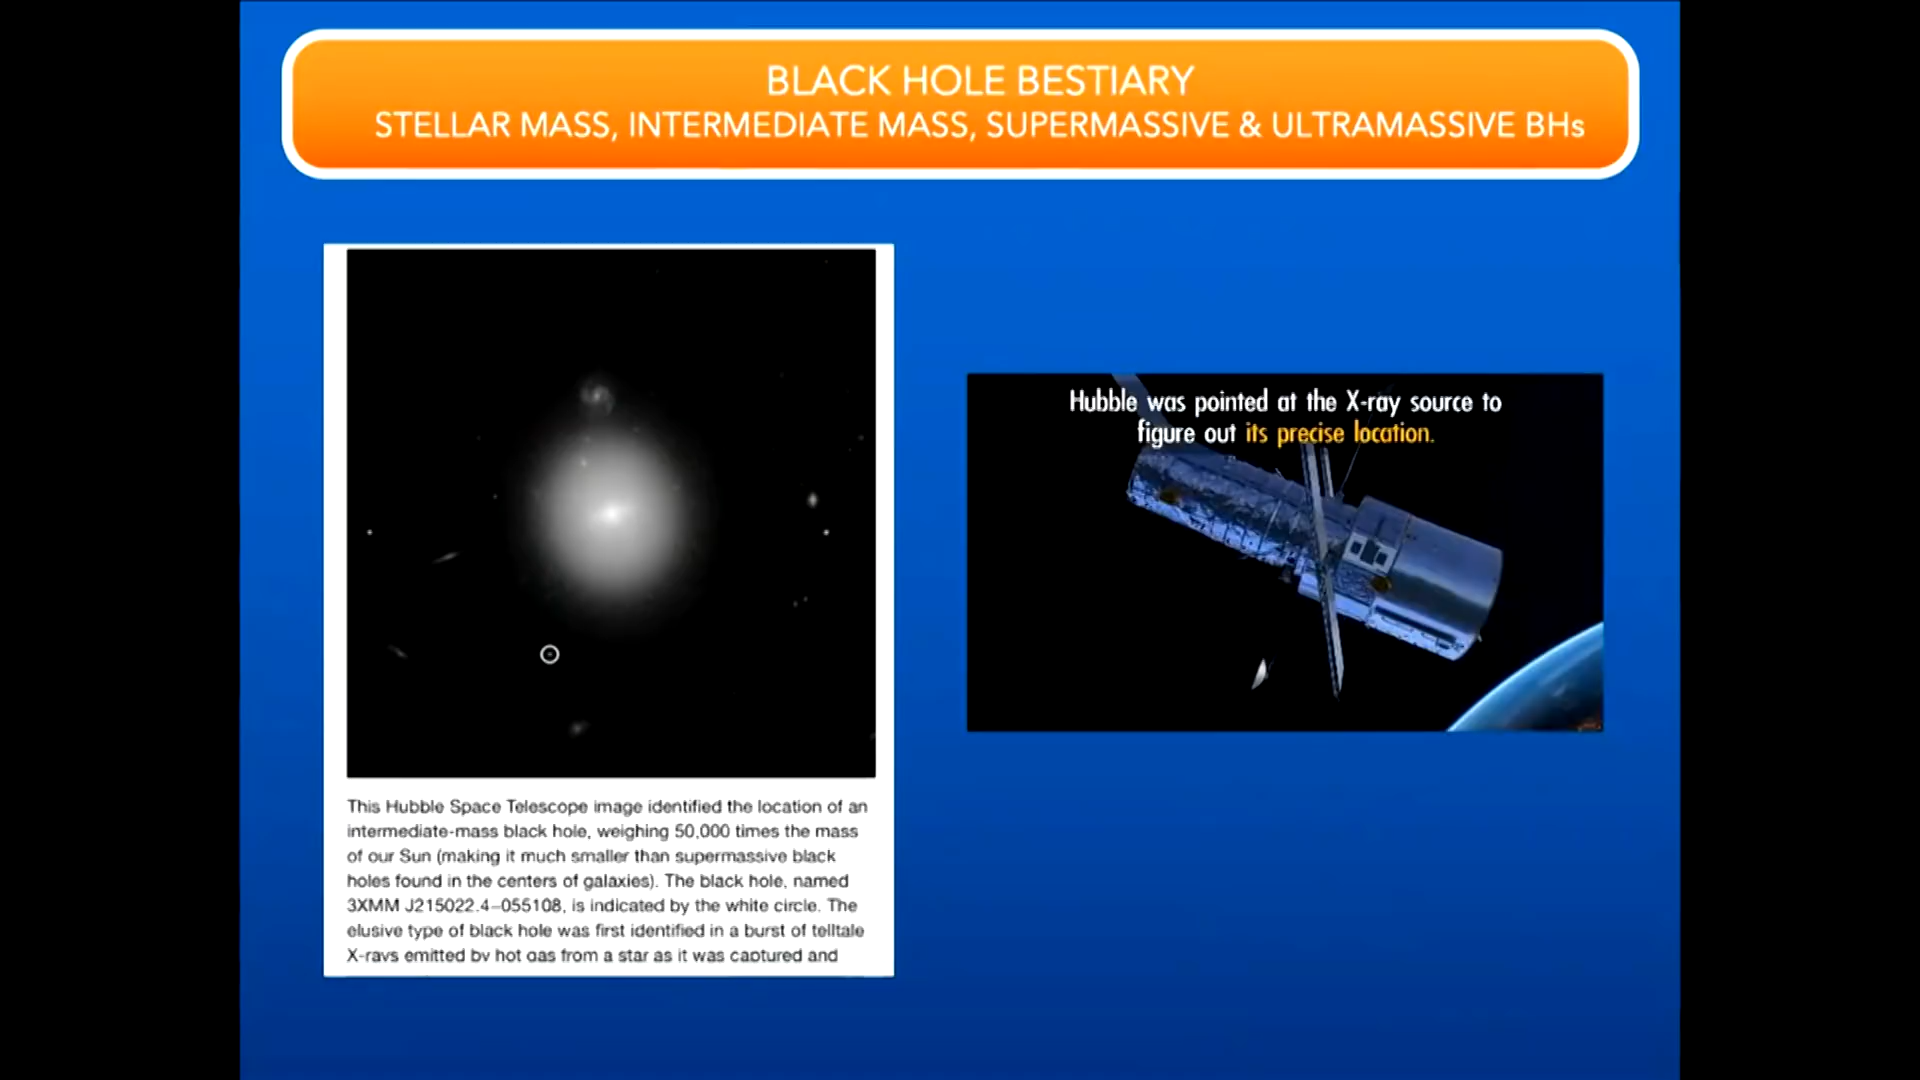 BLACK HOLE BESTIARY
STELLAR MASS, INTERMEDIATE MASS, SUPERMASSIVE & ULTRAMASSIVE BHs
Hubble was pointed at the X-ray source to
figure out its precise location.
This Hubble Space Telescope image identified the location of an
intermediate-mass black hole, weighing 50,000 times the mass
of our Sun (making it much smaller than supermassive black
holes found in the centers of galaxies). The black hole, named
3XMM J215022.4–055108, is indicated by the white circle. The
elusive type of black hole was first identified in a burst of telltale
X-rays emitted by hot gas from a star as it was captured and